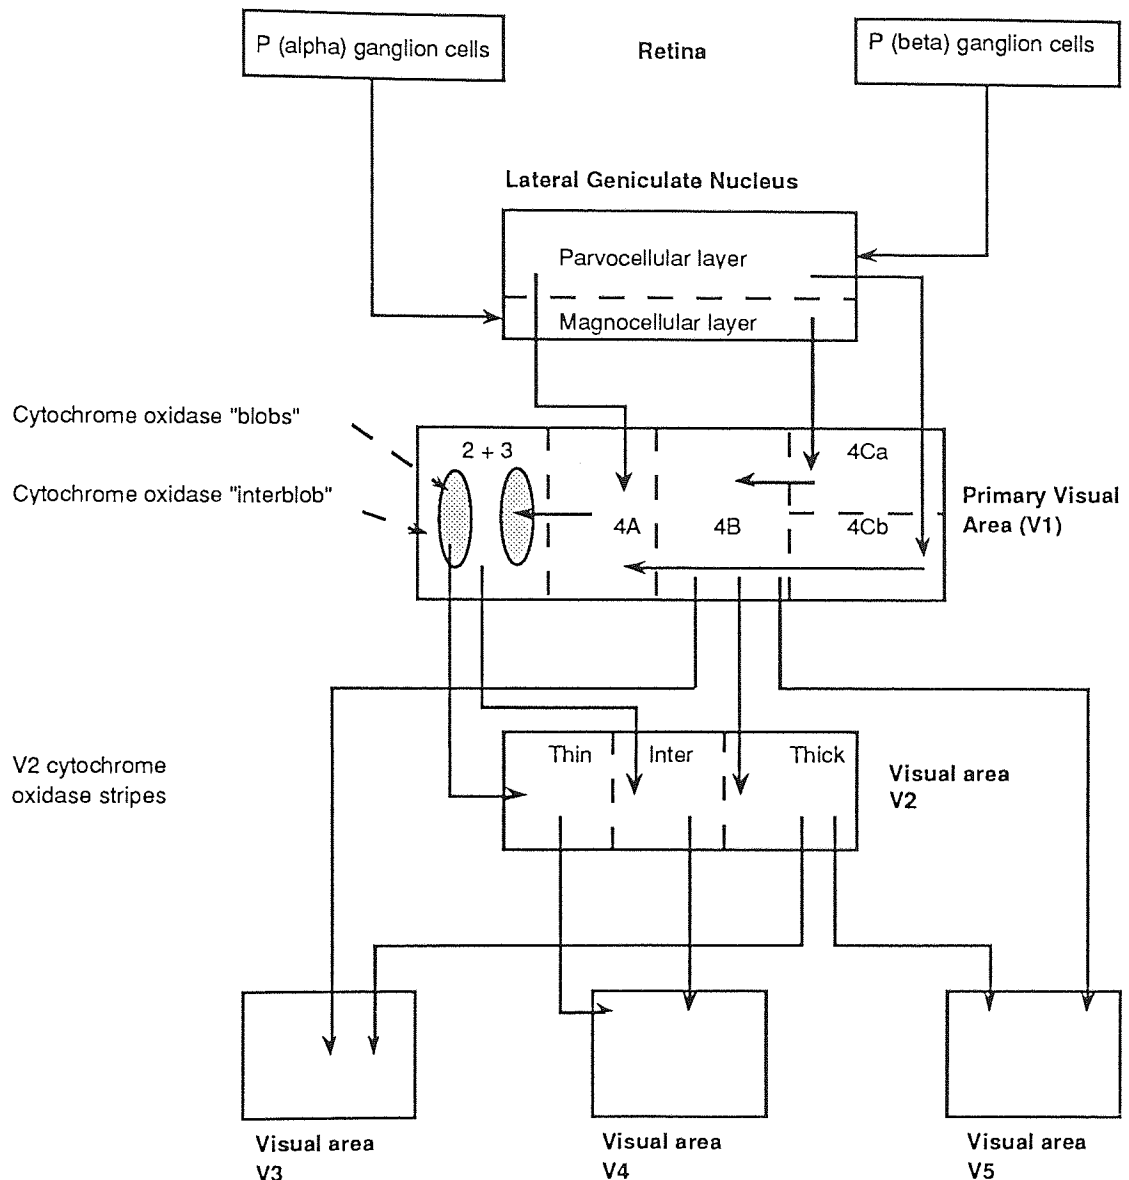 P (alpha) ganglion cells
Retina
P (beta) ganglion cells
Lateral Geniculate Nucleus
Parvocellular layer
Magnocellular layer
Cytochrome oxidase "blobs"
2 + 3
4Ca
Cytochrome oxidase "interblob"
4A
4B
4Cb
Primary Visual
Area (V1)
V2 cytochrome
oxidase stripes
Thin
Inter
Thick
Visual area
V2
Visual area
V3
Visual area
V4
Visual area
V5